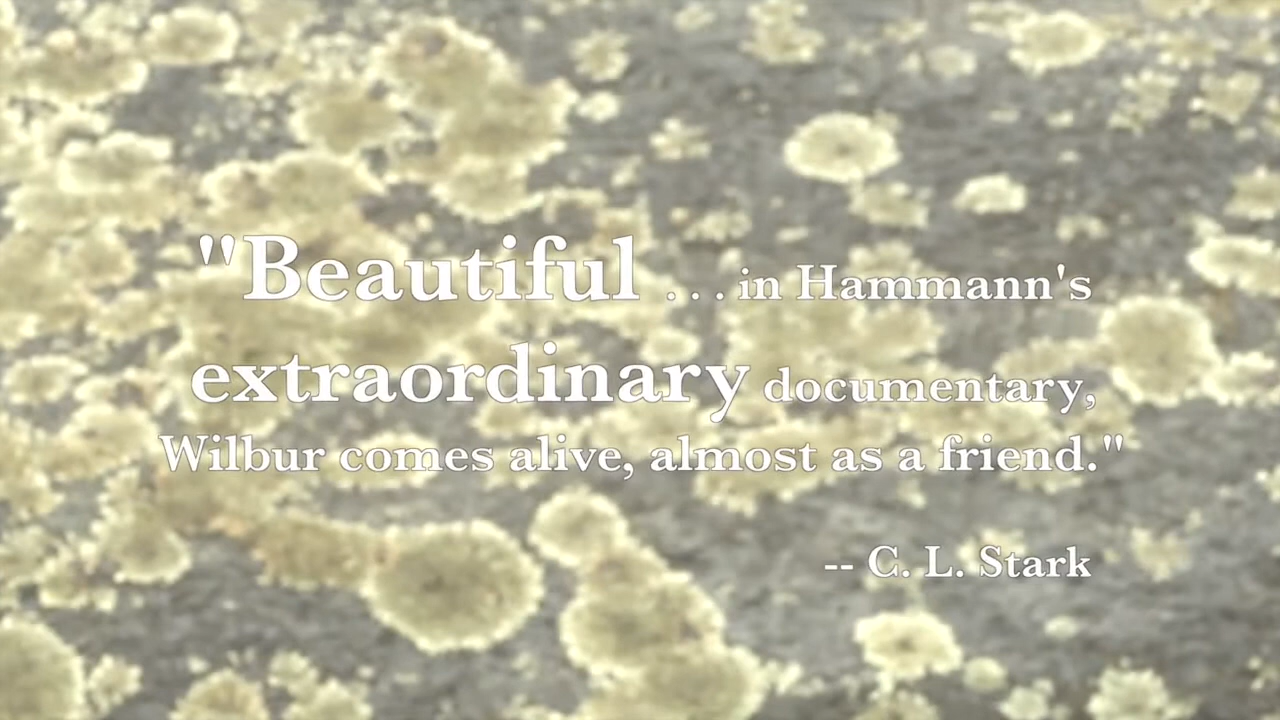 "Beautiful . . . in Hammann's
extraordinary documentary,
Wilbur comes alive, almost as a friend."
-- C. L. Stark